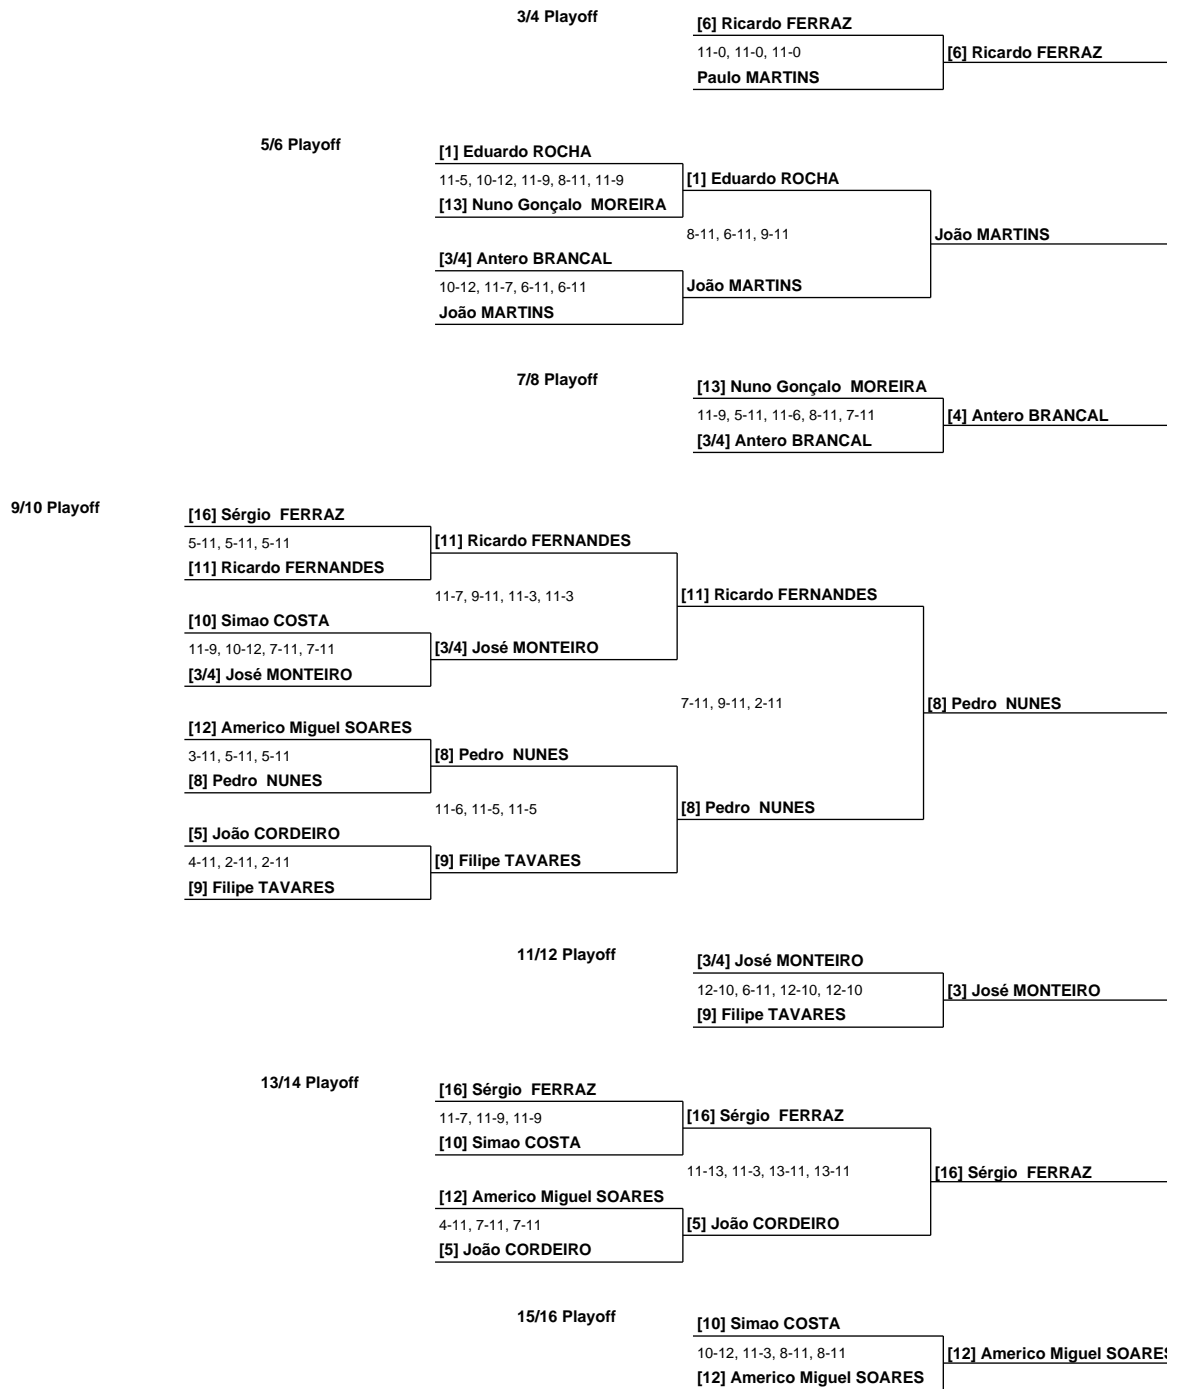 3/4 Playoff
[6] Ricardo FERRAZ
11-0, 11-0, 11-0
[6] Ricardo FERRAZ
Paulo MARTINS
5/6 Playoff
[1] Eduardo ROCHA
11-5, 10-12, 11-9, 8-11, 11-9
[1] Eduardo ROCHA
[13] Nuno Gonçalo MOREIRA
8-11, 6-11, 9-11
João MARTINS
[3/4] Antero BRANCAL
10-12, 11-7, 6-11, 6-11
João MARTINS
João MARTINS
7/8 Playoff
[13] Nuno Gonçalo MOREIRA
11-9, 5-11, 11-6, 8-11, 7-11
[4] Antero BRANCAL
[3/4] Antero BRANCAL
9/10 Playoff
[16] Sérgio FERRAZ
5-11, 5-11, 5-11
[11] Ricardo FERNANDES
[11] Ricardo FERNANDES
11-7, 9-11, 11-3, 11-3
[11] Ricardo FERNANDES
[10] Simao COSTA
11-9, 10-12, 7-11, 7-11
[3/4] José MONTEIRO
[3/4] José MONTEIRO
7-11, 9-11, 2-11
[8] Pedro NUNES
[12] Americo Miguel SOARES
3-11, 5-11, 5-11
[8] Pedro NUNES
[8] Pedro NUNES
11-6, 11-5, 11-5
[8] Pedro NUNES
[5] João CORDEIRO
4-11, 2-11, 2-11
[9] Filipe TAVARES
[9] Filipe TAVARES
11/12 Playoff
[3/4] José MONTEIRO
12-10, 6-11, 12-10, 12-10
[3] José MONTEIRO
[9] Filipe TAVARES
13/14 Playoff
[16] Sérgio FERRAZ
11-7, 11-9, 11-9
[16] Sérgio FERRAZ
[10] Simao COSTA
11-13, 11-3, 13-11, 13-11
[16] Sérgio FERRAZ
[12] Americo Miguel SOARES
4-11, 7-11, 7-11
[5] João CORDEIRO
[5] João CORDEIRO
15/16 Playoff
[10] Simao COSTA
10-12, 11-3, 8-11, 8-11
[12] Americo Miguel SOARES
[12] Americo Miguel SOARES